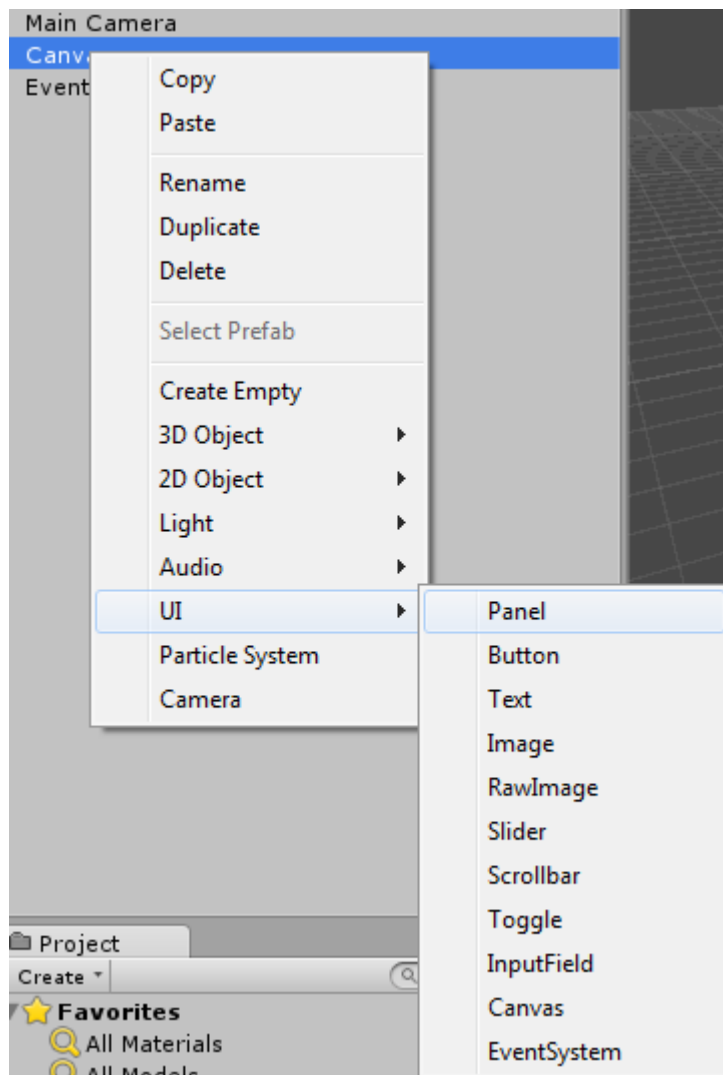 Main Camera
Canv
Event
Copy
Paste
Rename
Duplicate
Delete
Select Prefab
Create Empty
3D Object
2D Object
Light
Audio
UI
Particle System
Camera
Panel
Button
Text
Image
RawImage
Slider
Scrollbar
Toggle
InputField
Canvas
EventSystem
Project
Create
Favorites
All Materials
All Models